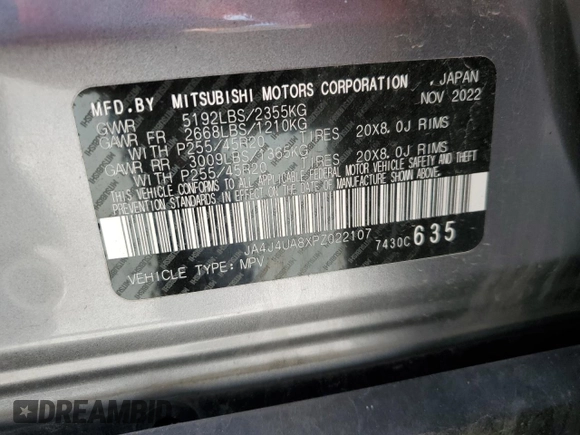 MFD.BY MITSUBISHI MOTORS CORPORATION . JAPAN
GWR 5192LBS/2355KG NOV 2022
GAWR FR 2668LBS/1210KG
WITH P255/45R20 TIRES 20X8.0J RIMS
GAWR RR 3009LBS/1365KG
WITH P255/45R20 TIRES 20X8.0J RIMS
THIS VEHICLE CONFORMS TO ALL APPLICABLE FEDERAL MOTOR VEHICLE SAFETY AND THEFT
PREVENTION STANDARDS IN EFFECT ON THE DATE OF MANUFACTURE SHOWN ABOVE.
JA4J4UA8XPZ022107
7430C 635
VEHICLE TYPE: MPV
DREAMBID